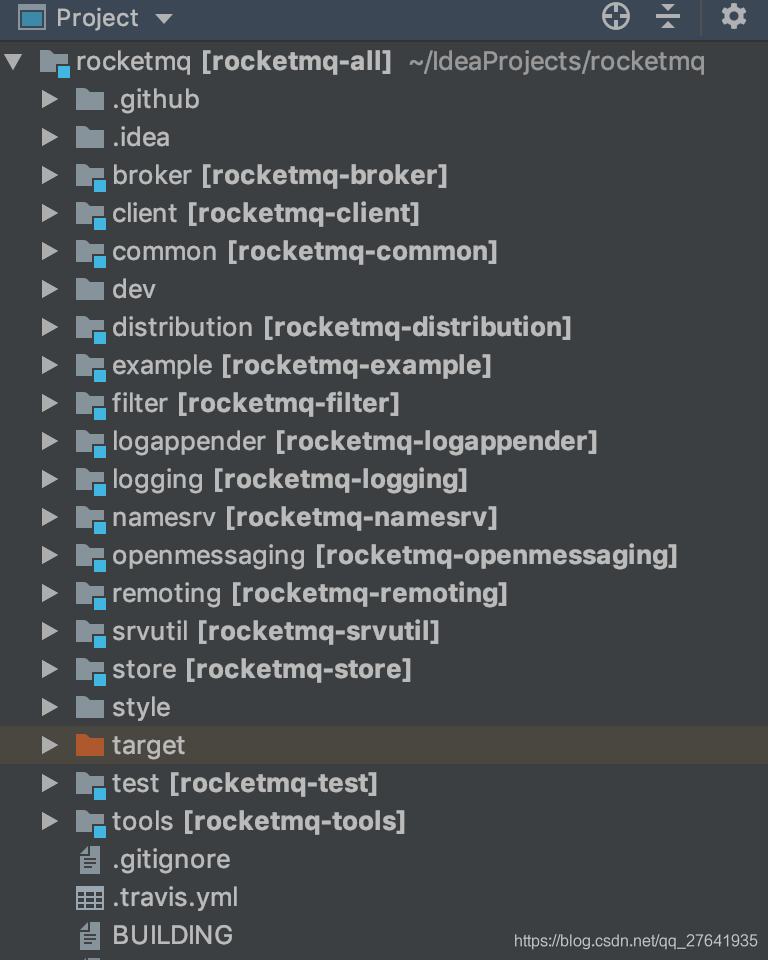 Project
rocketmq [rocketmq-all] ~/IdeaProjects/rocketmq
.github
.idea
broker [rocketmq-broker]
client [rocketmq-client]
common [rocketmq-common]
dev
distribution [rocketmq-distribution]
example [rocketmq-example]
filter [rocketmq-filter]
logappender [rocketmq-logappender]
logging [rocketmq-logging]
namesrv [rocketmq-namesrv]
openmessaging [rocketmq-openmessaging]
remoting [rocketmq-remoting]
srvutil [rocketmq-srvutil]
store [rocketmq-store]
style
target
test [rocketmq-test]
tools [rocketmq-tools]
.gitignore
.travis.yml
BUILDING
https://blog.csdn.net/qq_27641935